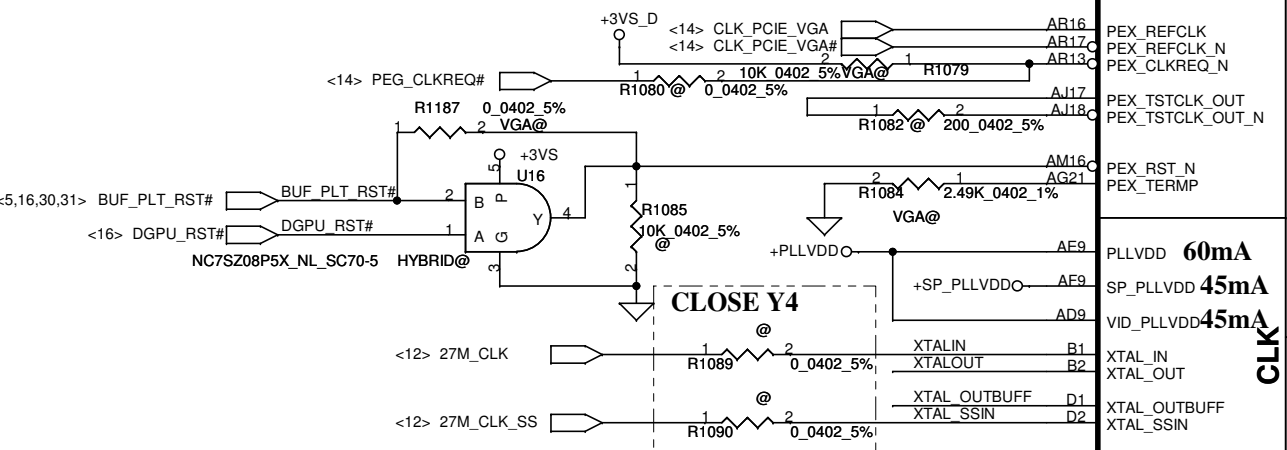 +3VS_D
<14> CLK_PCIE_VGA
AR16
PEX_REFCLK
<14> CLK_PCIE_VGA#
AR17
PEX_REFCLK_N
2 10K_0402_5%VGA@ 1 R1079
AR13
PEX_CLKREQ_N
<14> PEG_CLKREQ#
1 R1080 @ 2 0_0402_5%
AJ17
PEX_TSTCLK_OUT
R1187 0_0402_5%
1 2 VGA@
1 R1082 @ 2 200_0402_5%
AJ18
PEX_TSTCLK_OUT_N
+3VS
5
U16
AM16
PEX_RST_N
2 R1084 1 2.49K_0402_1%
VGA@
AG21
PEX_TERMP
<5,16,30,31> BUF_PLT_RST#
BUF_PLT_RST#
2 B P
Y 4
1 R1085
10K_0402_5%
@
2
<16> DGPU_RST#
DGPU_RST#
1 A G
3
NC7SZ08P5X_NL_SC70-5 HYBRID@
+PLLVDD
AE9
PLLVDD 60mA
+SP_PLLVDD
AF9
SP_PLLVDD 45mA
CLOSE Y4
AD9
VID_PLLVDD 45mA
CLK
@
<12> 27M_CLK
1 R1089 2 0_0402_5%
XTALIN
B1
XTAL_IN
XTALOUT
B2
XTAL_OUT
@
XTAL_OUTBUFF
D1
XTAL_OUTBUFF
<12> 27M_CLK_SS
1 R1090 2 0_0402_5%
XTAL_SSIN
D2
XTAL_SSIN